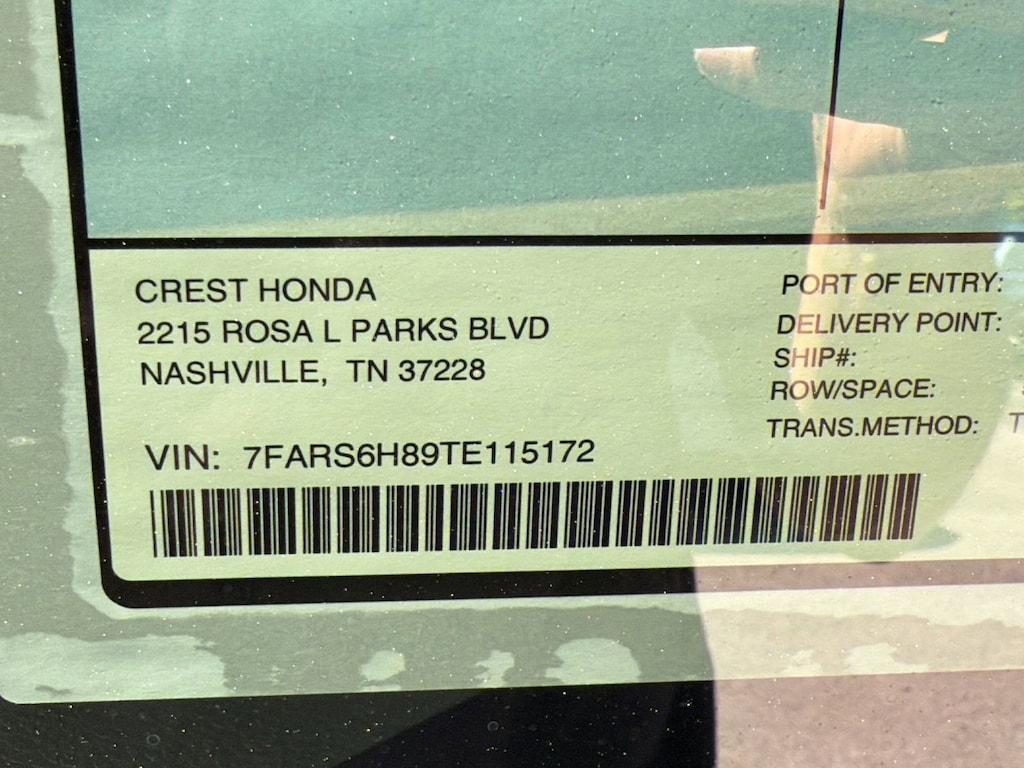 CREST HONDA
2215 ROSA L PARKS BLVD
NASHVILLE, TN 37228
VIN: 7FARS6H89TE115172
PORT OF ENTRY:
DELIVERY POINT:
SHIP#:
ROW/SPACE:
TRANS.METHOD: T